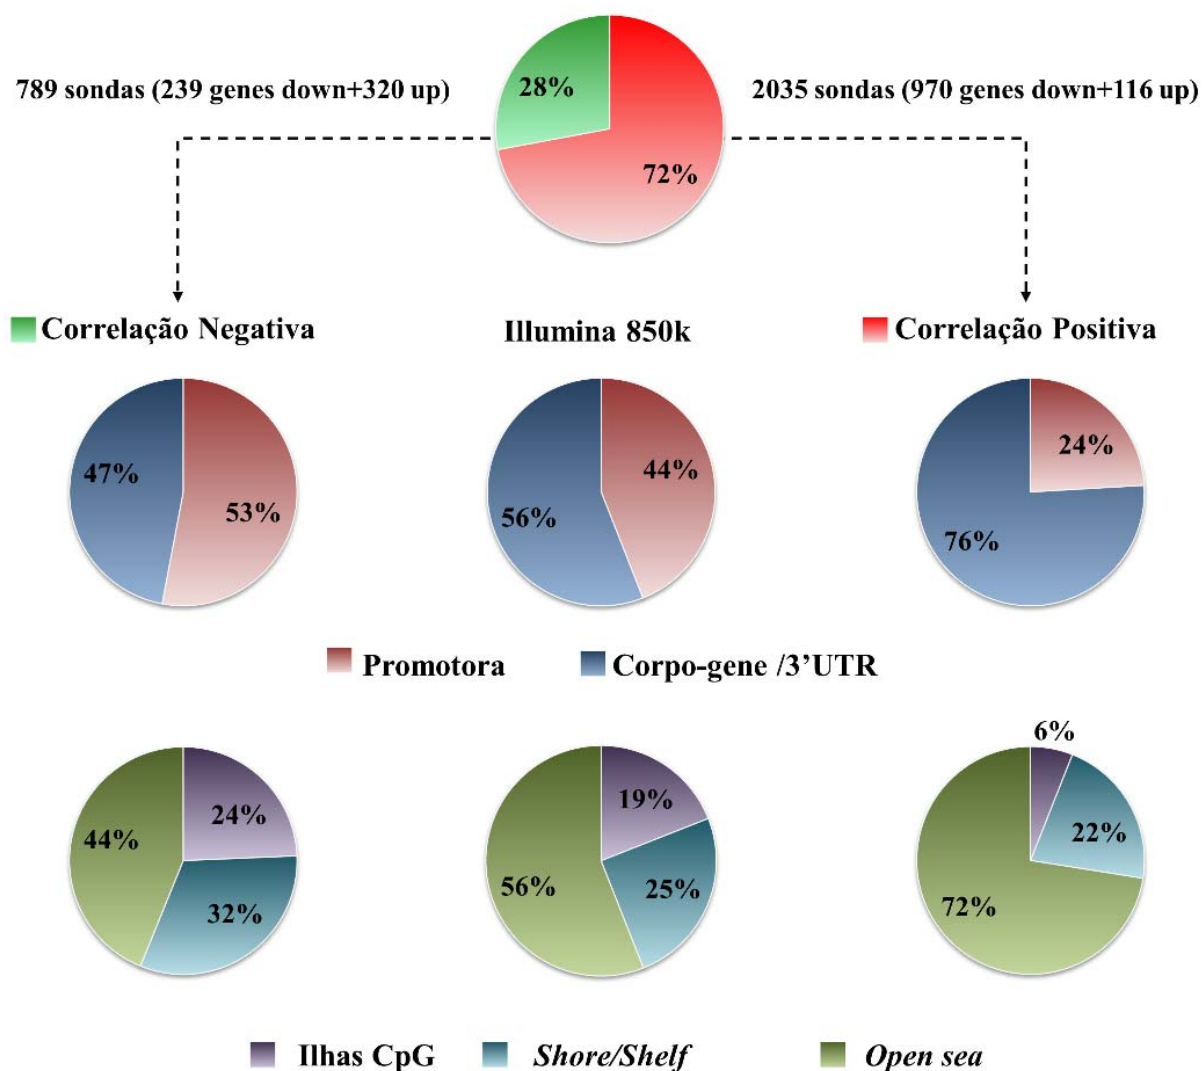 28%
789 sondas (239 genes down+320 up)
2035 sondas (970 genes down+116 up)
72%
Correlação Negativa
Illumina 850k
Correlação Positiva
47%
53%
44%
56%
24%
76%
Promotora
Corpo-gene /3’UTR
24%
44%
32%
19%
56%
25%
6%
22%
72%
Ilhas CpG
Shore/Shelf
Open sea